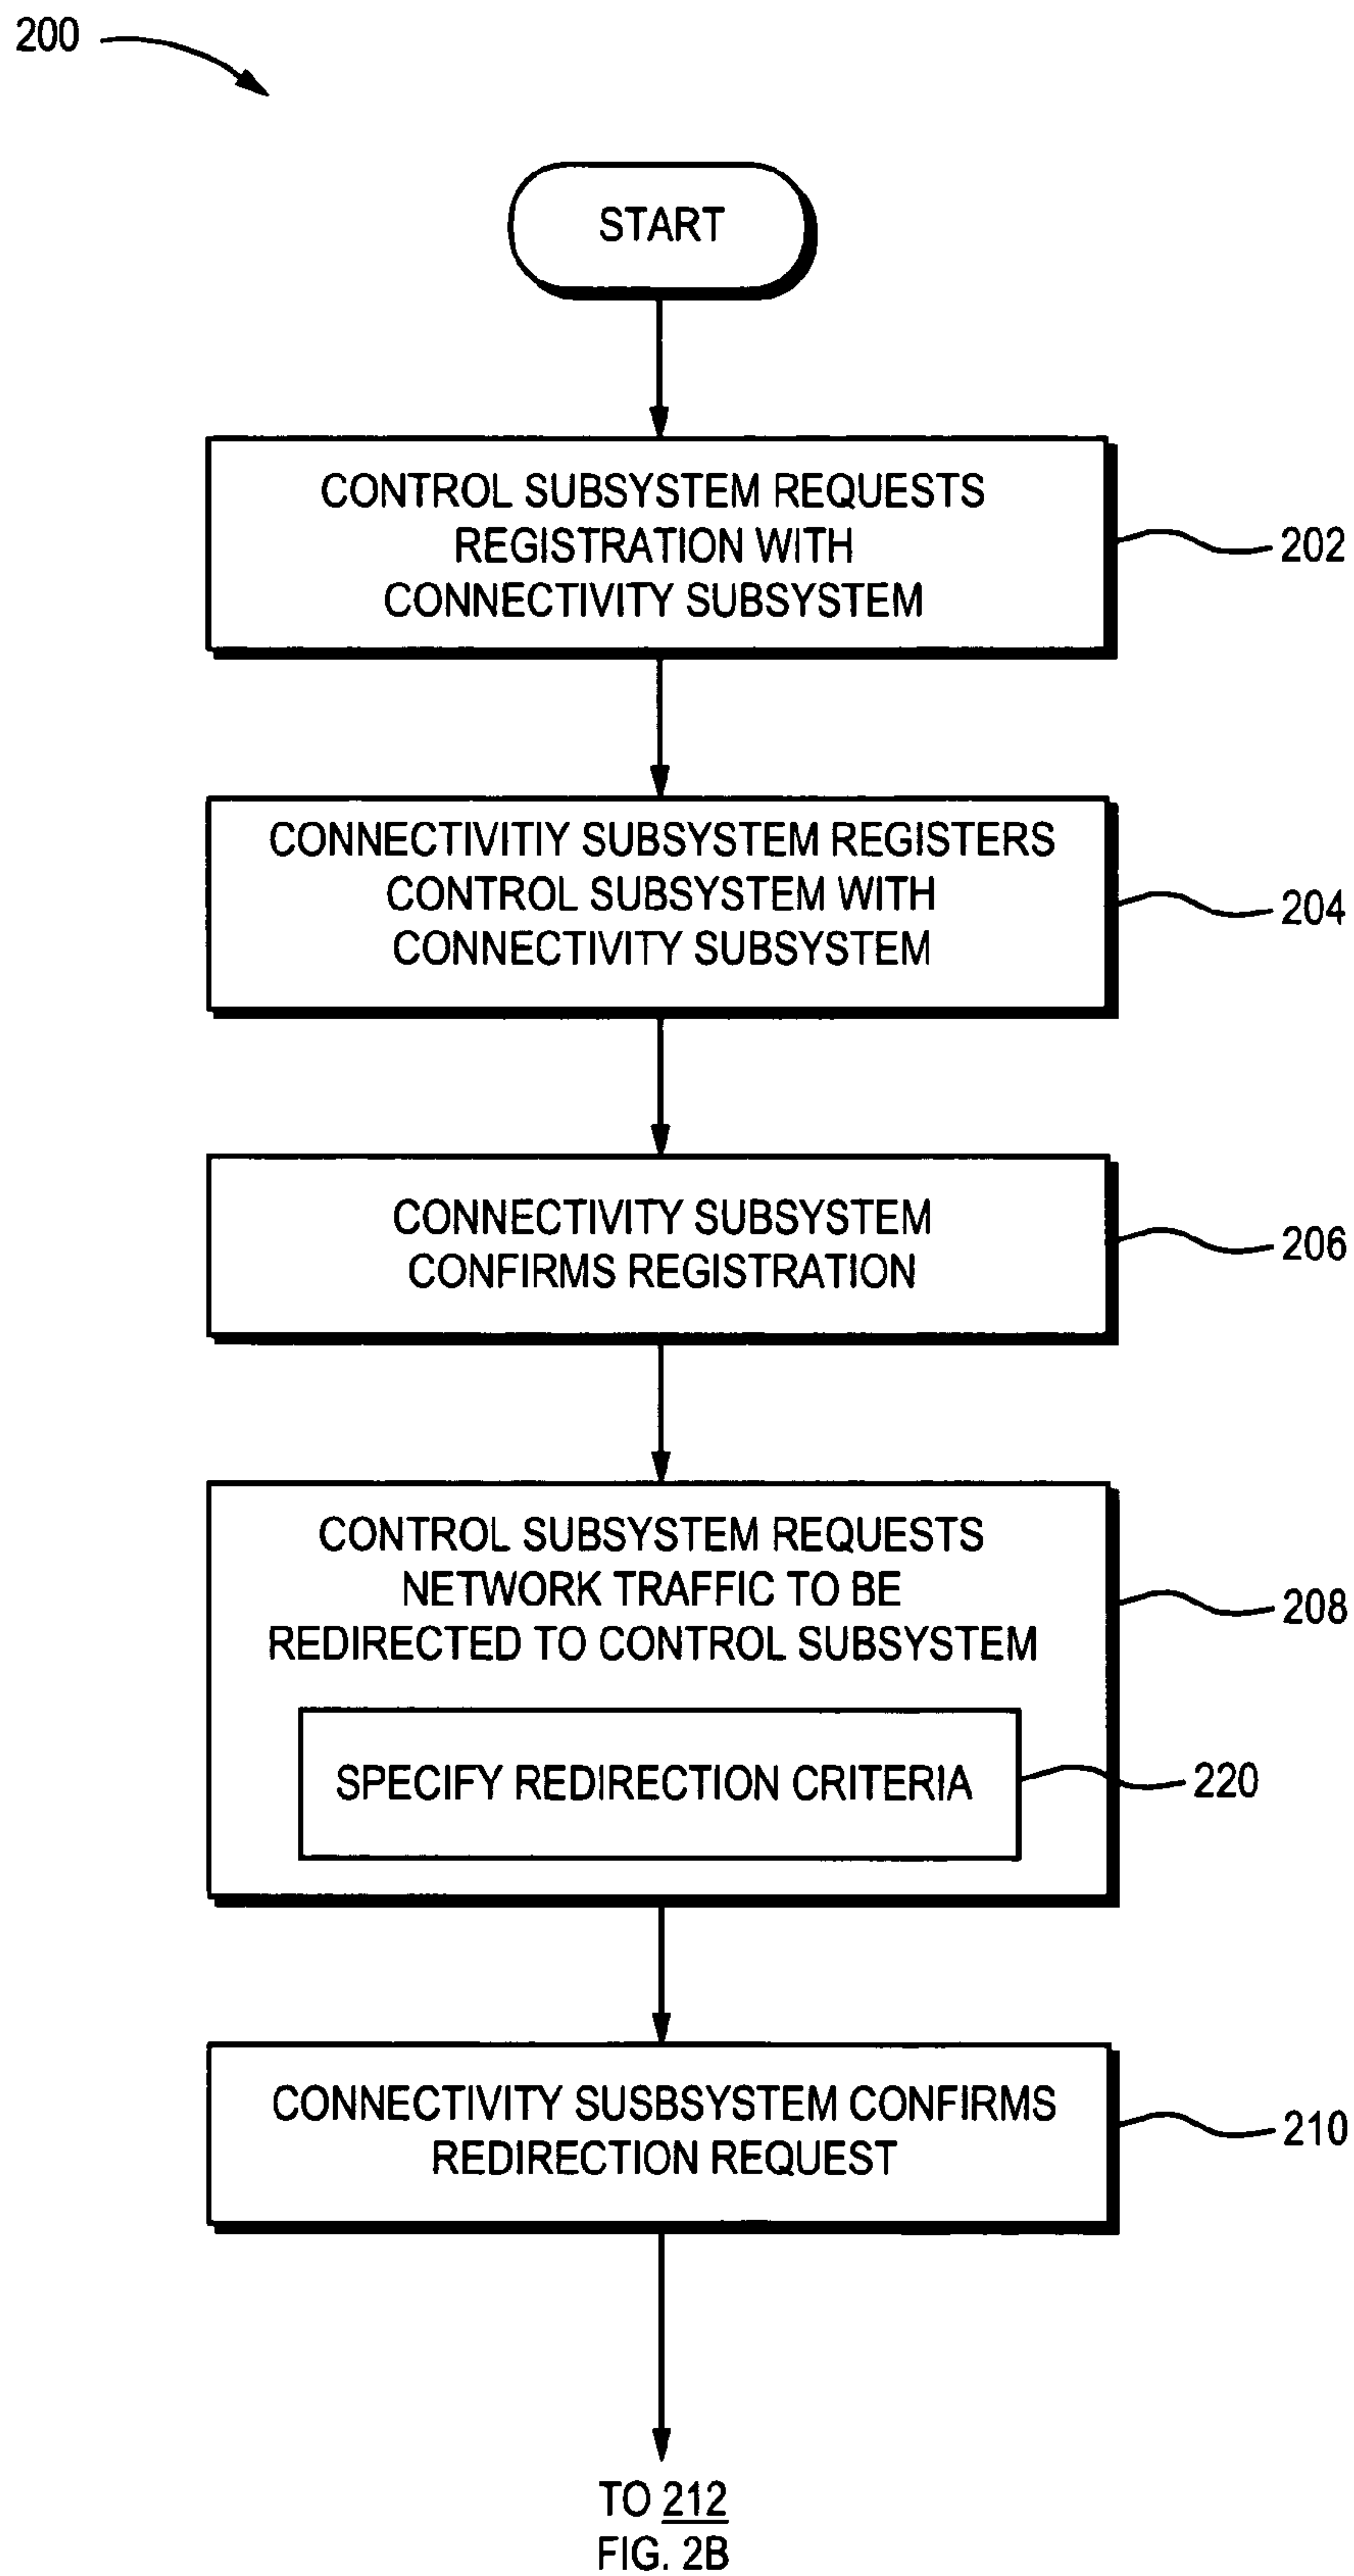 200
START
CONTROL SUBSYSTEM REQUESTS
REGISTRATION WITH
CONNECTIVITY SUBSYSTEM
202
CONNECTIVITIY SUBSYSTEM REGISTERS
CONTROL SUBSYSTEM WITH
CONNECTIVITY SUBSYSTEM
204
CONNECTIVITY SUBSYSTEM
CONFIRMS REGISTRATION
206
CONTROL SUBSYSTEM REQUESTS
NETWORK TRAFFIC TO BE
REDIRECTED TO CONTROL SUBSYSTEM
208
SPECIFY REDIRECTION CRITERIA
220
CONNECTIVITY SUSBSYSTEM CONFIRMS
REDIRECTION REQUEST
210
TO 212
FIG. 2B